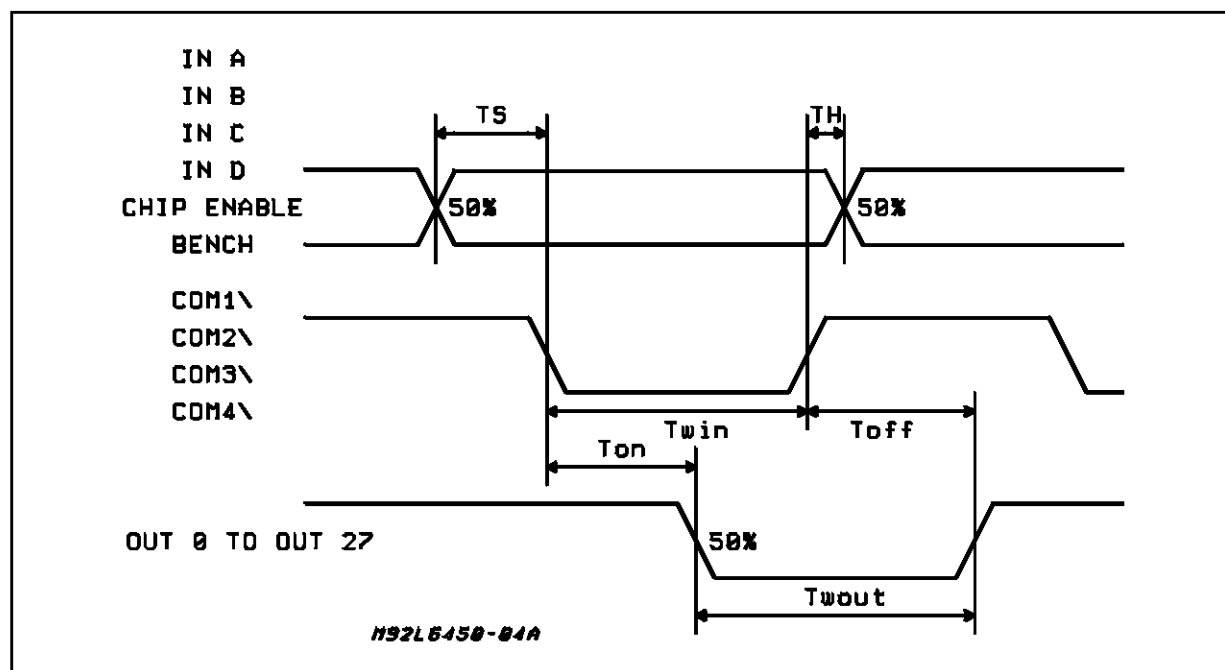 IN A
IN B
TS
TH
IN C
IN D
CHIP ENABLE
50%
50%
BENCH
COM1\
COM2\
COM3\
COM4\
Twin
Toff
Ton
OUT 0 TO OUT 27
50%
Twout
M92L6450-04A